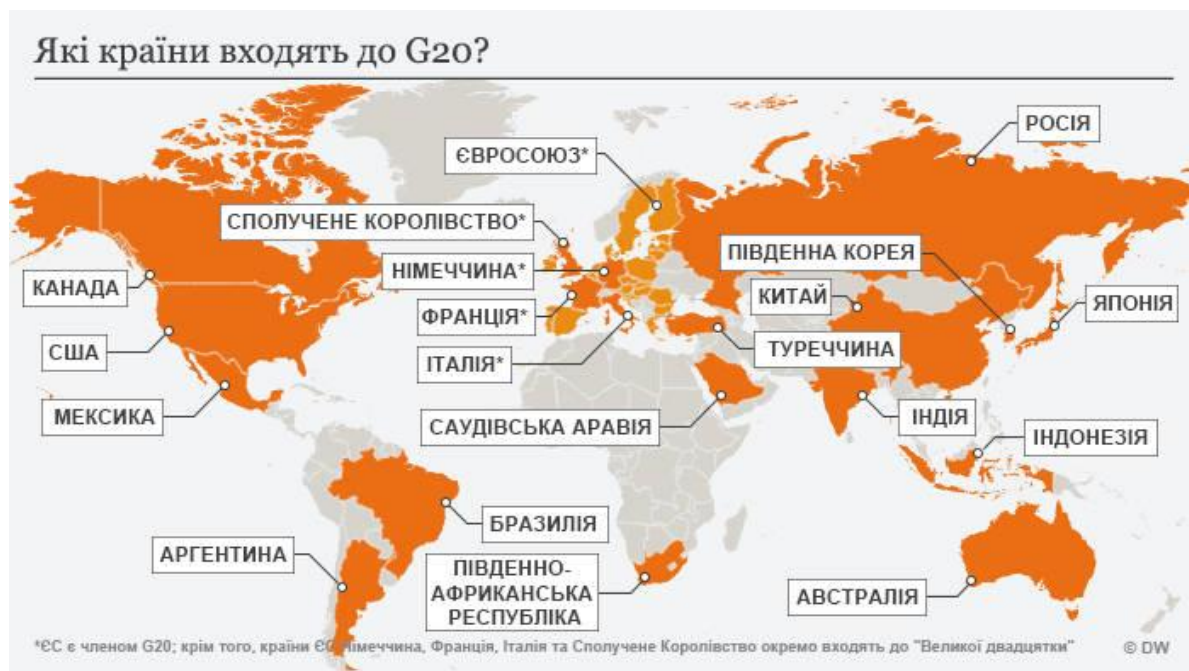 Які країни входять до G20?
РОСІЯ
ЄВРОСОЮЗ*
СПОЛУЧЕНЕ КОРОЛІВСТВО*
ПІВДЕННА КОРЕЯ
НІМЕЧЧИНА*
КАНАДА
КИТАЙ
ЯПОНІЯ
ФРАНЦІЯ*
США
ТУРЕЧЧИНА
ІТАЛІЯ*
МЕКСИКА
САУДІВСЬКА АРАВІЯ
ІНДІЯ
ІНДОНЕЗІЯ
БРАЗИЛІЯ
АРГЕНТИНА
ПІВДЕННО-
АФРИКАНСЬКА
РЕСПУБЛІКА
АВСТРАЛІЯ
*ЄС є членом G20; крім того, країни ЄС Німеччина, Франція, Італія та Сполучене Королівство окремо входять до "Великої двадцятки"
© DW